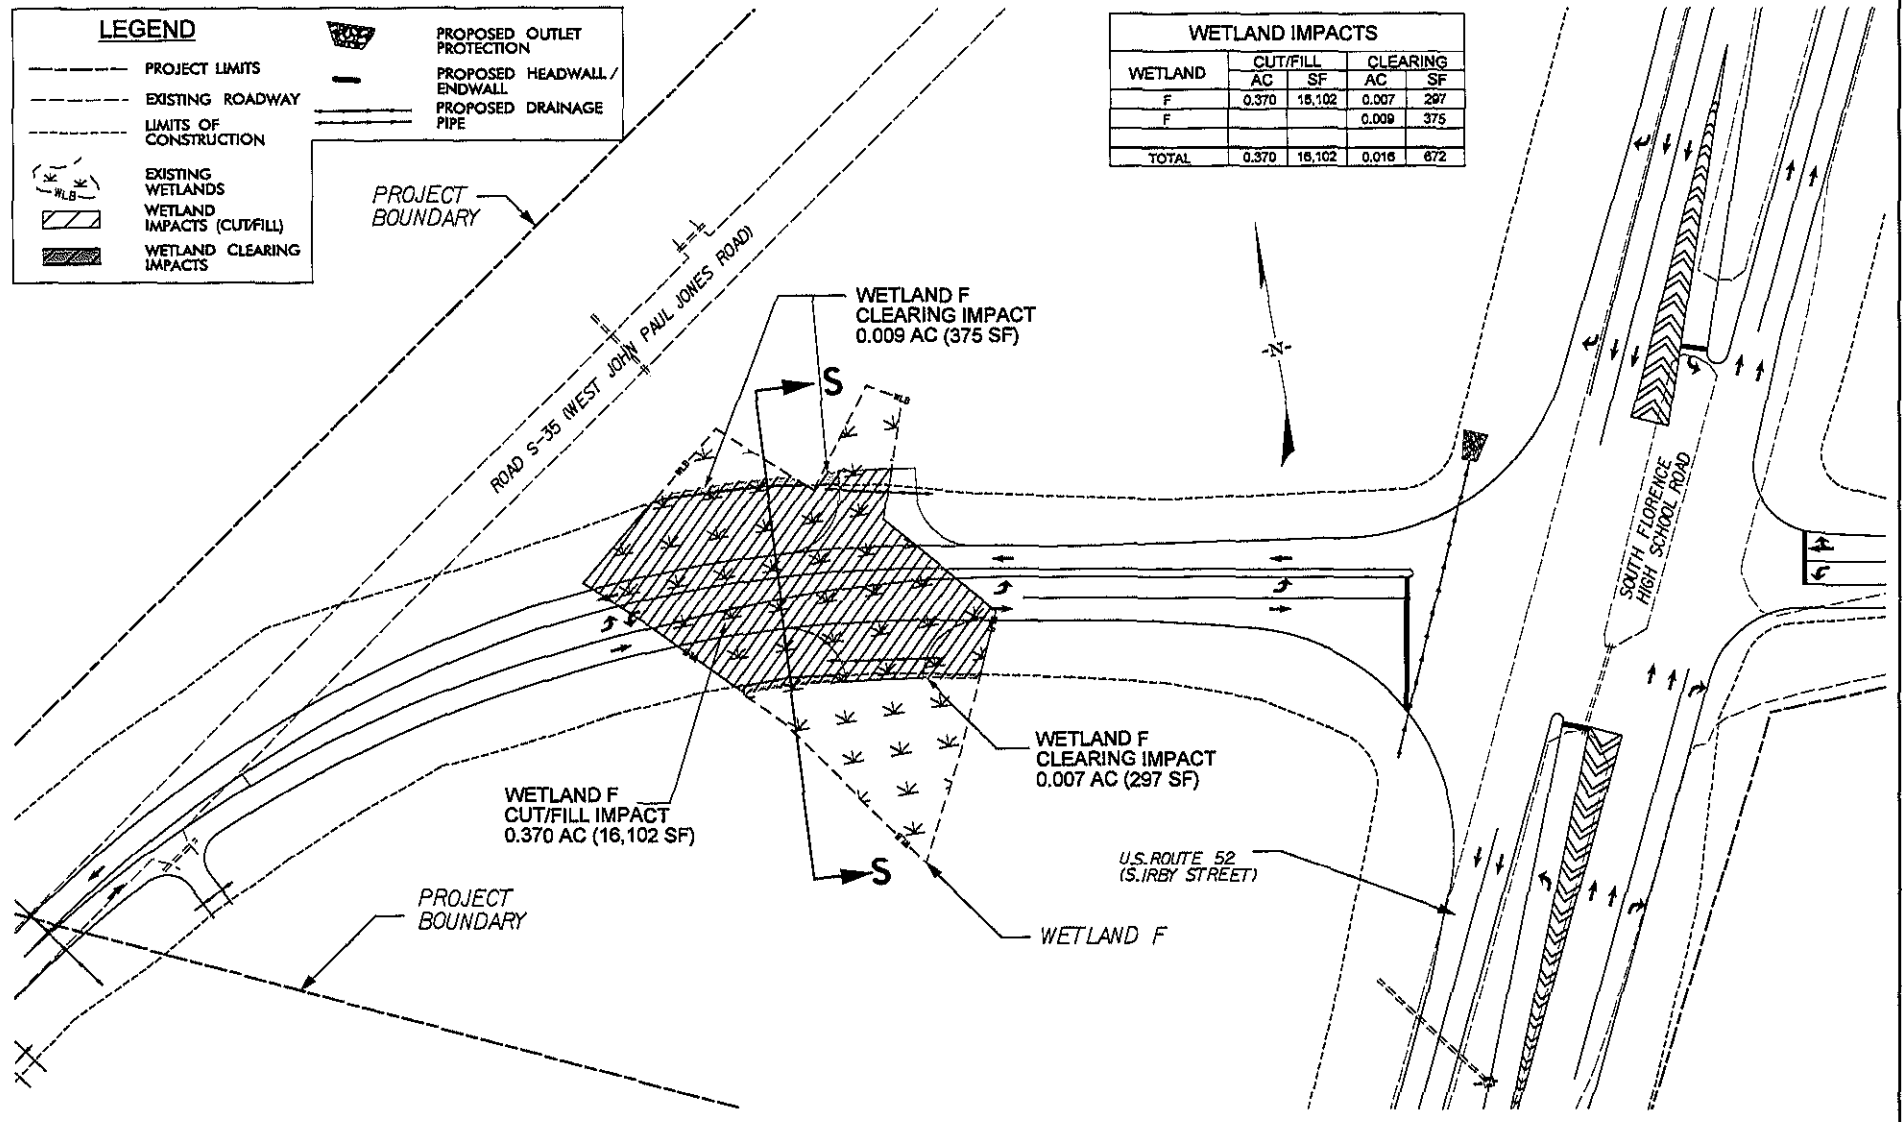 LEGEND
PROJECT LIMITS
EXISTING ROADWAY
LIMITS OF
CONSTRUCTION
EXISTING
WETLANDS
WLB
WETLAND
IMPACTS (CUT/FILL)
WETLAND CLEARING
IMPACTS
PROPOSED OUTLET
PROTECTION
PROPOSED HEADWALL /
ENDWALL
PROPOSED DRAINAGE
PIPE
WETLAND IMPACTS
WETLAND CUT/FILL CLEARING
AC SF AC SF
F 0.370 16,102 0.007 297
F 0.009 375
TOTAL 0.370 16,102 0.016 672
PROJECT
BOUNDARY
ROAD S-35 (WEST JOHN PAUL JONES ROAD)
WETLAND F
CLEARING IMPACT
0.009 AC (375 SF)
S
WLB
WLB
-N-
SOUTH FLORENCE
HIGH SCHOOL ROAD
WETLAND F
CLEARING IMPACT
0.007 AC (297 SF)
WETLAND F
CUT/FILL IMPACT
0.370 AC (16,102 SF)
S
U.S. ROUTE 52
(S. IRBY STREET)
PROJECT
BOUNDARY
WETLAND F